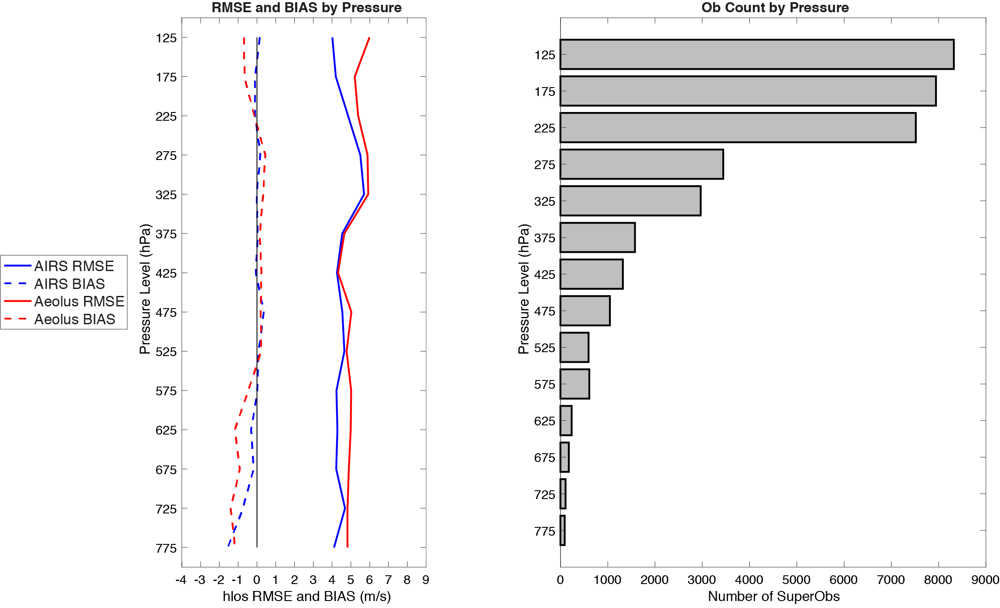 RMSE and BIAS by Pressure
125
175
225
275
325
375
425
475
525
575
625
675
725
775
Pressure Level (hPa)
-4 -3 -2 -1 0 1 2 3 4 5 6 7 8 9
hlos RMSE and BIAS (m/s)
AIRS RMSE
AIRS BIAS
Aeolus RMSE
Aeolus BIAS
Ob Count by Pressure
125
175
225
275
325
375
425
475
525
575
625
675
725
775
Pressure Level (hPa)
0 1000 2000 3000 4000 5000 6000 7000 8000 9000
Number of SuperObs